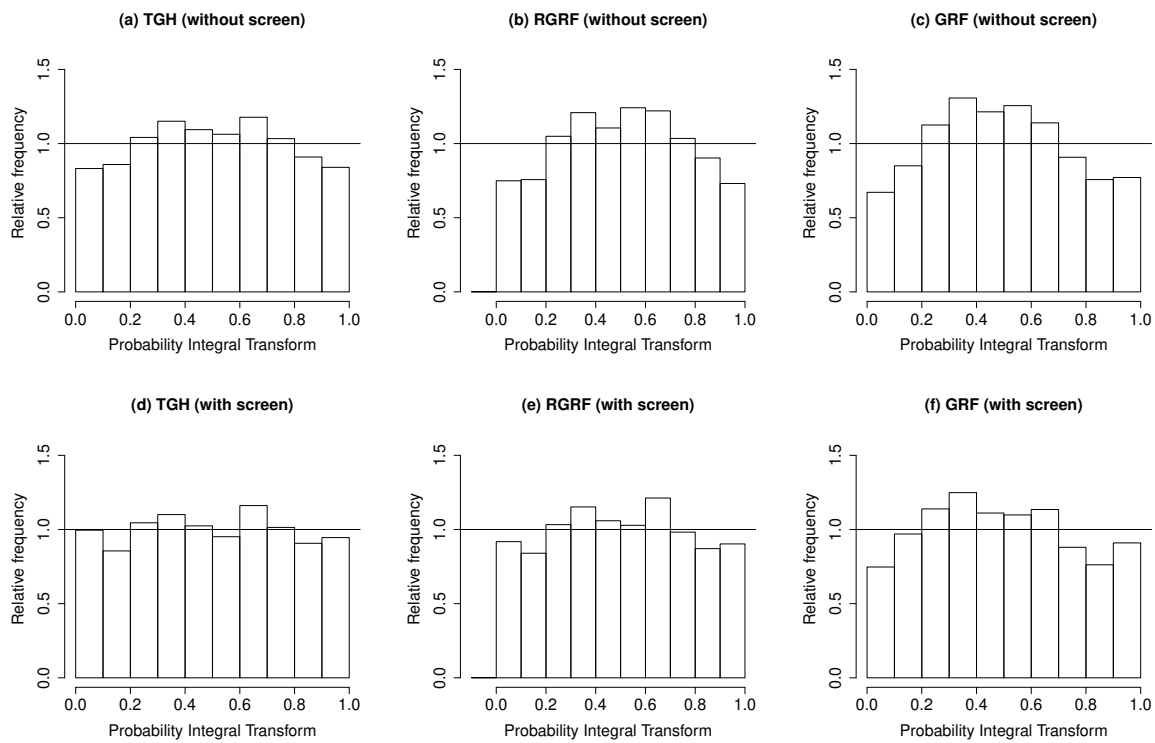 (a) TGH (without screen)
(b) RGRF (without screen)
(c) GRF (without screen)
Relative frequency
0.0 0.5 1.0 1.5
0.0 0.2 0.4 0.6 0.8 1.0
Probability Integral Transform
Relative frequency
0.0 0.5 1.0 1.5
0.0 0.2 0.4 0.6 0.8 1.0
Probability Integral Transform
Relative frequency
0.0 0.5 1.0 1.5
0.0 0.2 0.4 0.6 0.8 1.0
Probability Integral Transform
(d) TGH (with screen)
(e) RGRF (with screen)
(f) GRF (with screen)
Relative frequency
0.0 0.5 1.0 1.5
0.0 0.2 0.4 0.6 0.8 1.0
Probability Integral Transform
Relative frequency
0.0 0.5 1.0 1.5
0.0 0.2 0.4 0.6 0.8 1.0
Probability Integral Transform
Relative frequency
0.0 0.5 1.0 1.5
0.0 0.2 0.4 0.6 0.8 1.0
Probability Integral Transform